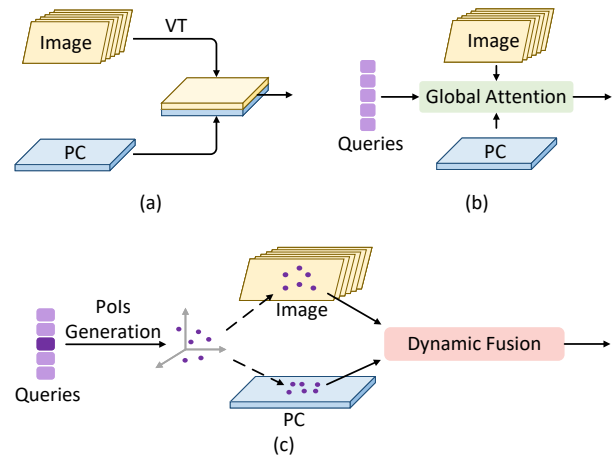 Image
VT
PC
(a)
Image
Global Attention
Queries
PC
(b)
PoIs
Generation
Queries
Image
PC
Dynamic Fusion
(c)